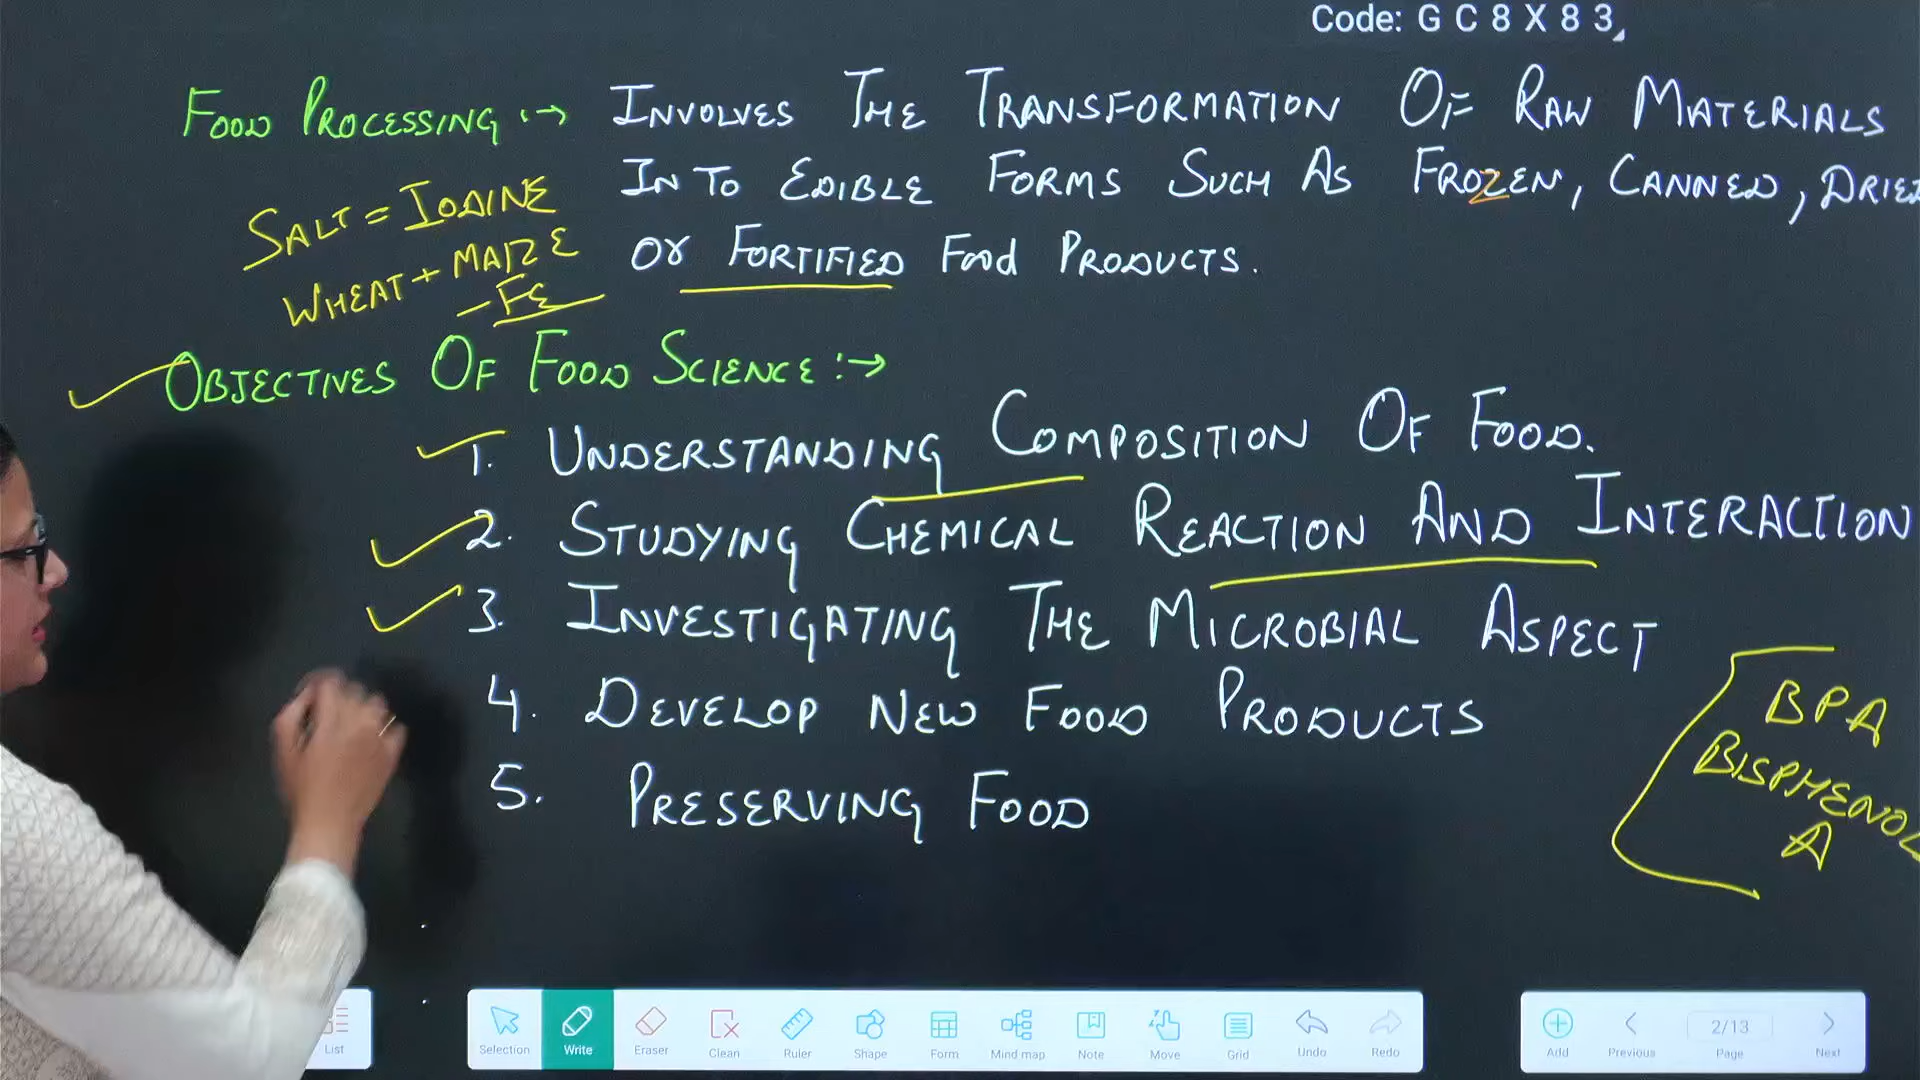 Code: G C 8 X 8 3
FOOD PROCESSING :→ INVOLVES THE TRANSFORMATION OF RAW MATERIALS
IN TO EDIBLE FORMS SUCH AS FROZEN, CANNED, DRIED
OR FORTIFIED FOOD PRODUCTS.
SALT = IODINE
WHEAT + MAIZE
- FE
OBJECTIVES OF FOOD SCIENCE :→
1. UNDERSTANDING COMPOSITION OF FOOD.
2. STUDYING CHEMICAL REACTION AND INTERACTION
3. INVESTIGATING THE MICROBIAL ASPECT
4. DEVELOP NEW FOOD PRODUCTS
5. PRESERVING FOOD
BPA
BISPHENOL
A
List
Selection Write Eraser Clean Ruler Shape Form Mind map Note Move Grid Undo Redo
Add Previous 2/13 Page Next